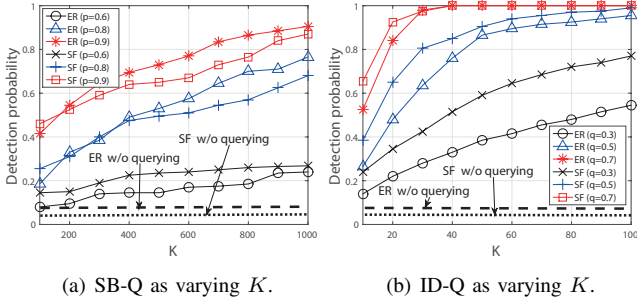 Detection probability
1
0.8
0.6
0.4
0.2
0
ER (p=0.6)
ER (p=0.8)
ER (p=0.9)
SF (p=0.6)
SF (p=0.8)
SF (p=0.9)
SF w/o querying
ER w/o querying
200
400
600
800
1000
K
(a) SB-Q as varying K.
Detection probability
1
0.8
0.6
0.4
0.2
0
ER (q=0.3)
ER (q=0.5)
ER (q=0.7)
SF (q=0.3)
SF (q=0.5)
SF (q=0.7)
SF w/o querying
ER w/o querying
20
40
60
80
100
K
(b) ID-Q as varying K.